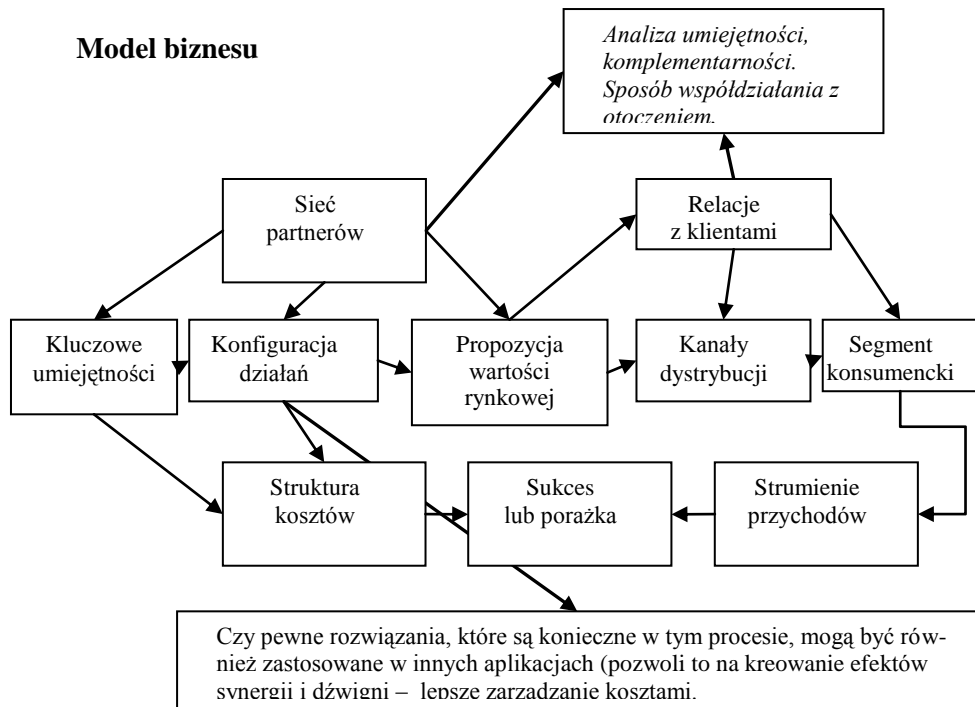 Model biznesu
Analiza umiejętności,
komplementarności.
Sposób współdziałania z
otoczeniem.
Sieć
partnerów
Relacje
z klientami
Kluczowe
umiejętności
Konfiguracja
działań
Propozycja
wartości
rynkowej
Kanały
dystrybucji
Segment
konsumencki
Struktura
kosztów
Sukces
lub porażka
Strumienie
przychodów
Czy pewne rozwiązania, które są konieczne w tym procesie, mogą być rów-
nież zastosowane w innych aplikacjach (pozwoli to na kreowanie efektów
synergii i dźwigni – lepsze zarządzanie kosztami.